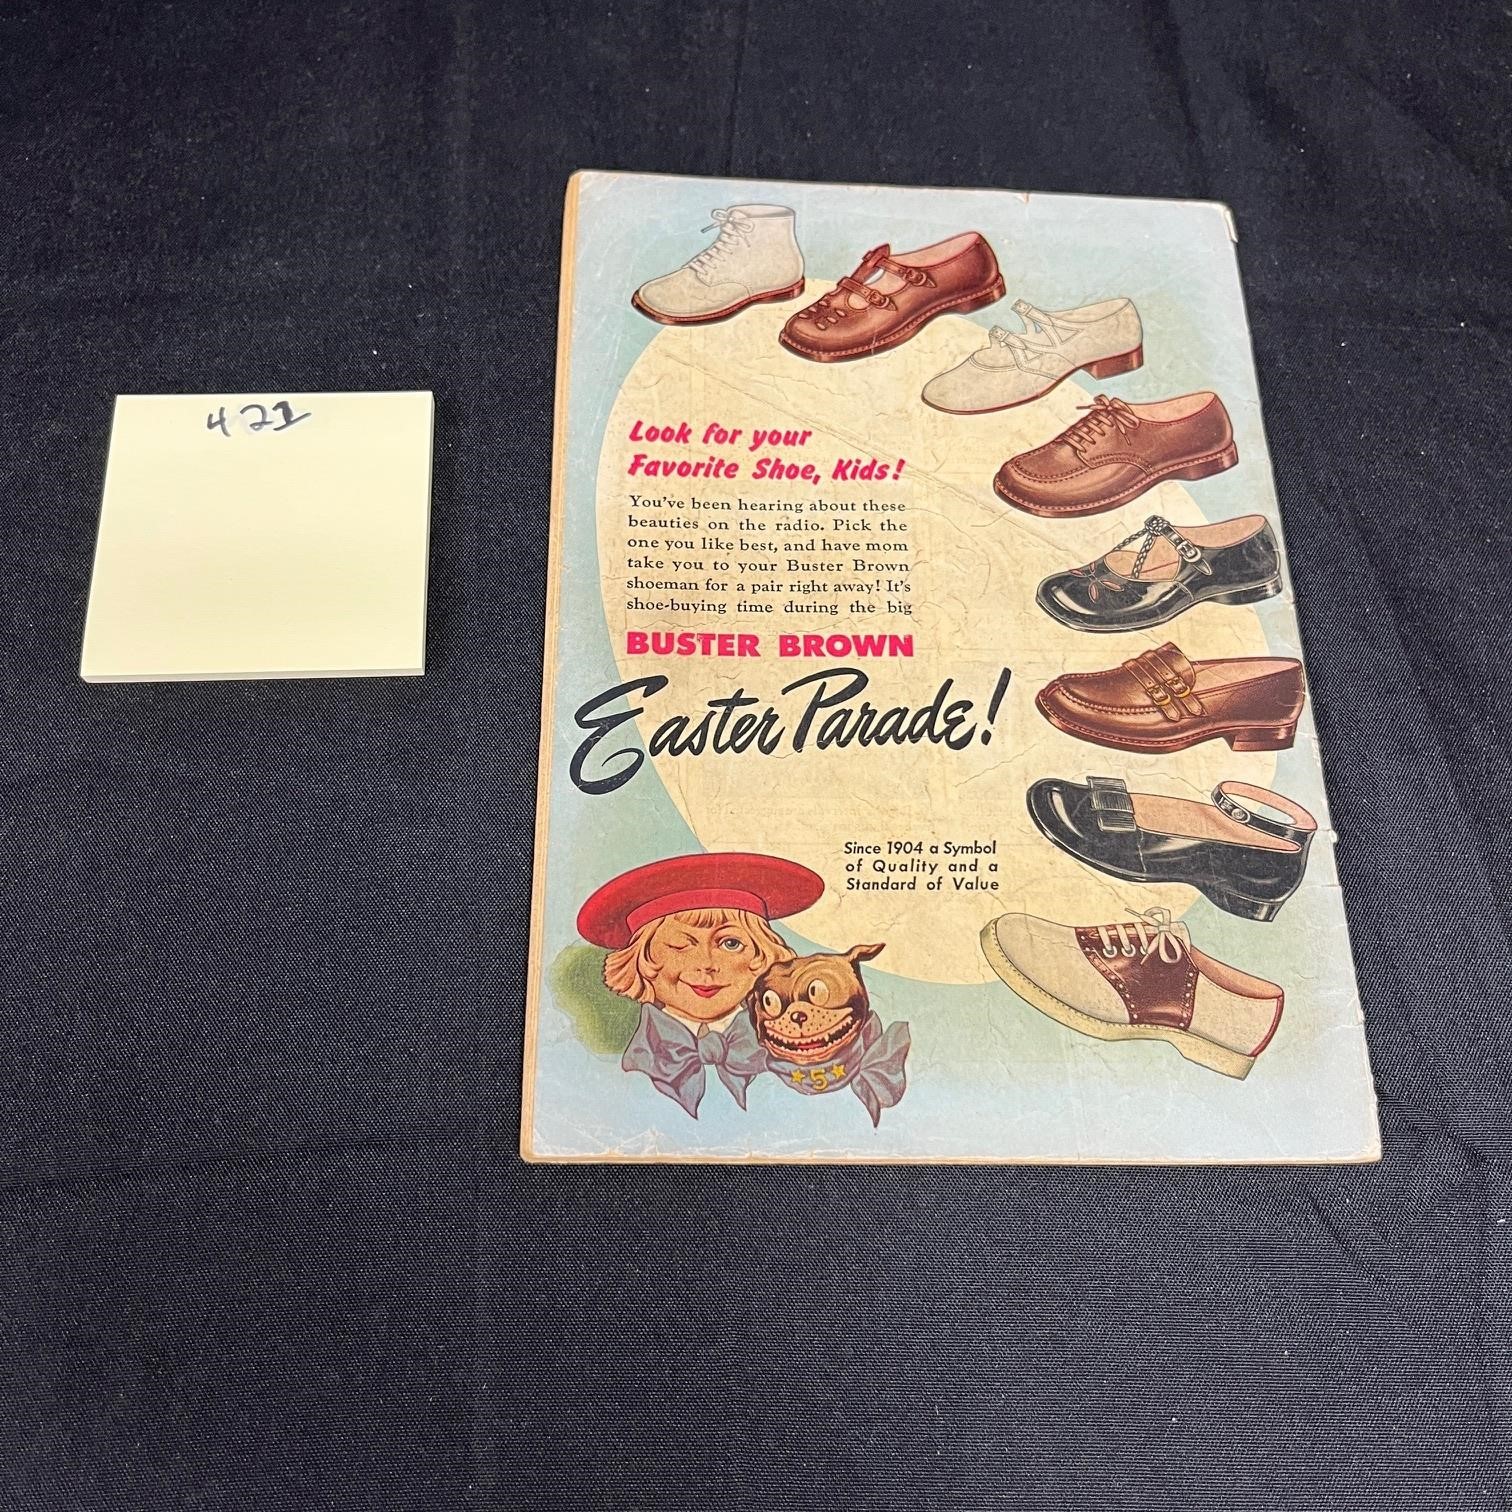 421
Look for your
Favorite Shoe, Kids!
You've been hearing about these
beauties on the radio. Pick the
one you like best, and have mom
take you to your Buster Brown
shoeman for a pair right away! It's
shoe-buying time during the big
BUSTER BROWN
Easter Parade!
Since 1904 a Symbol
of Quality and a
Standard of Value
★5★